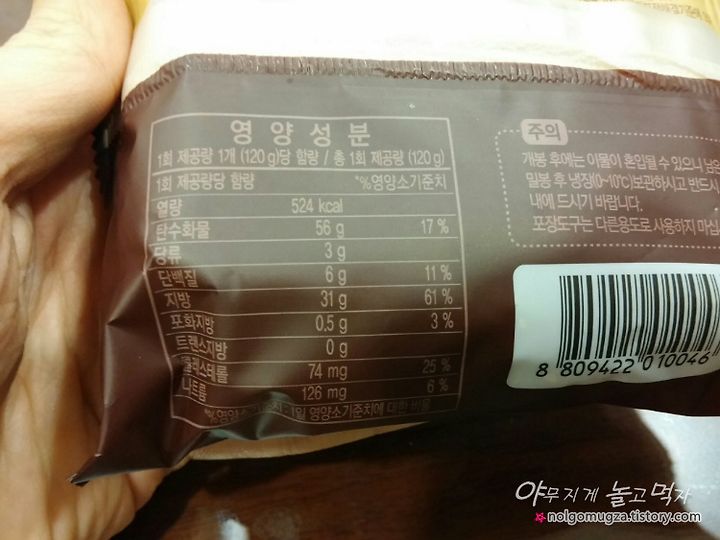 영 양 성 분
1회 제공량 1개 (120 g)당 함량 / 총 1회 제공량 (120 g)
1회 제공량당 함량 *%영양소기준치
열량 524 kcal
탄수화물 56 g 17 %
당류 3 g
단백질 6 g 11 %
지방 31 g 61 %
포화지방 0.5 g 3 %
트랜스지방 0 g
콜레스테롤 74 mg 25 %
나트륨 126 mg 6 %
*%영양소기준치 : 1일 영양소기준치에 대한 비율
주의
개봉 후에는 이물이 혼입될 수 있으니 남은
밀봉 후 냉장(0~10℃)보관하시고 반드시
내에 드시기 바랍니다.
포장도구는 다른용도로 사용하지 마십
8 809422 010046
야무지게 놀고먹자
nolgomugza.tistory.com